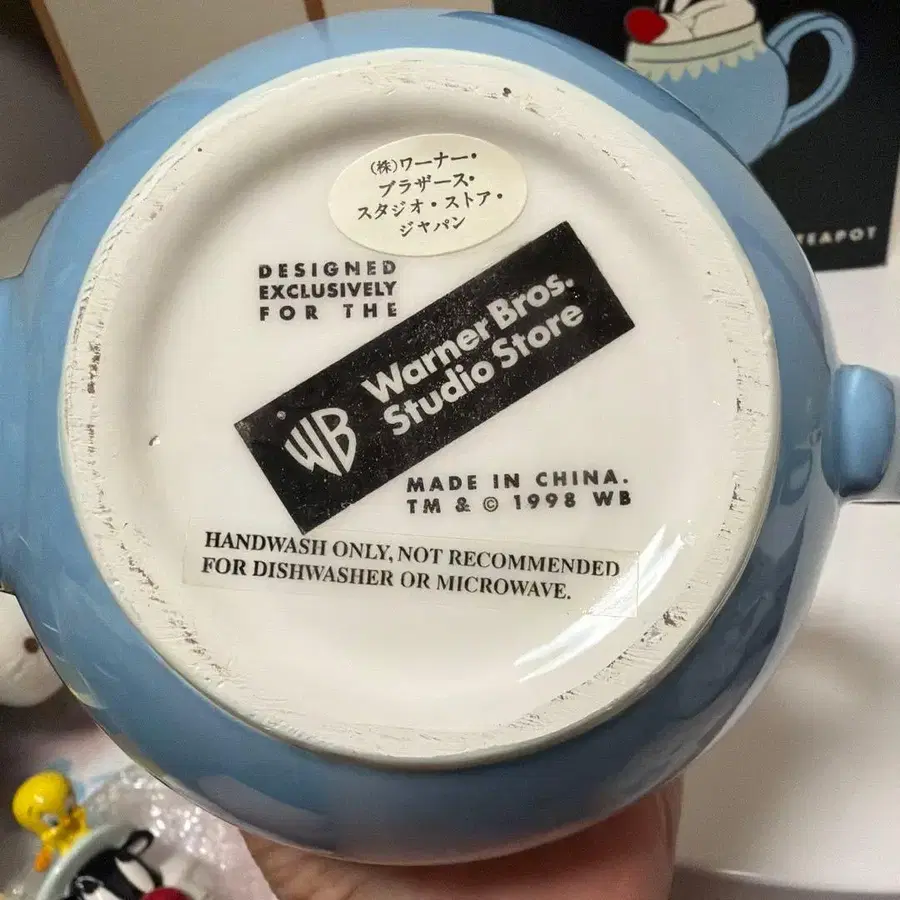 (株)ワーナー・
ブラザース・
スタジオ・ストア・
ジャパン
DESIGNED
EXCLUSIVELY
FOR THE
WB
Warner Bros.
Studio Store
MADE IN CHINA.
TM & © 1998 WB
HANDWASH ONLY, NOT RECOMMENDED
FOR DISHWASHER OR MICROWAVE.
TEAPOT